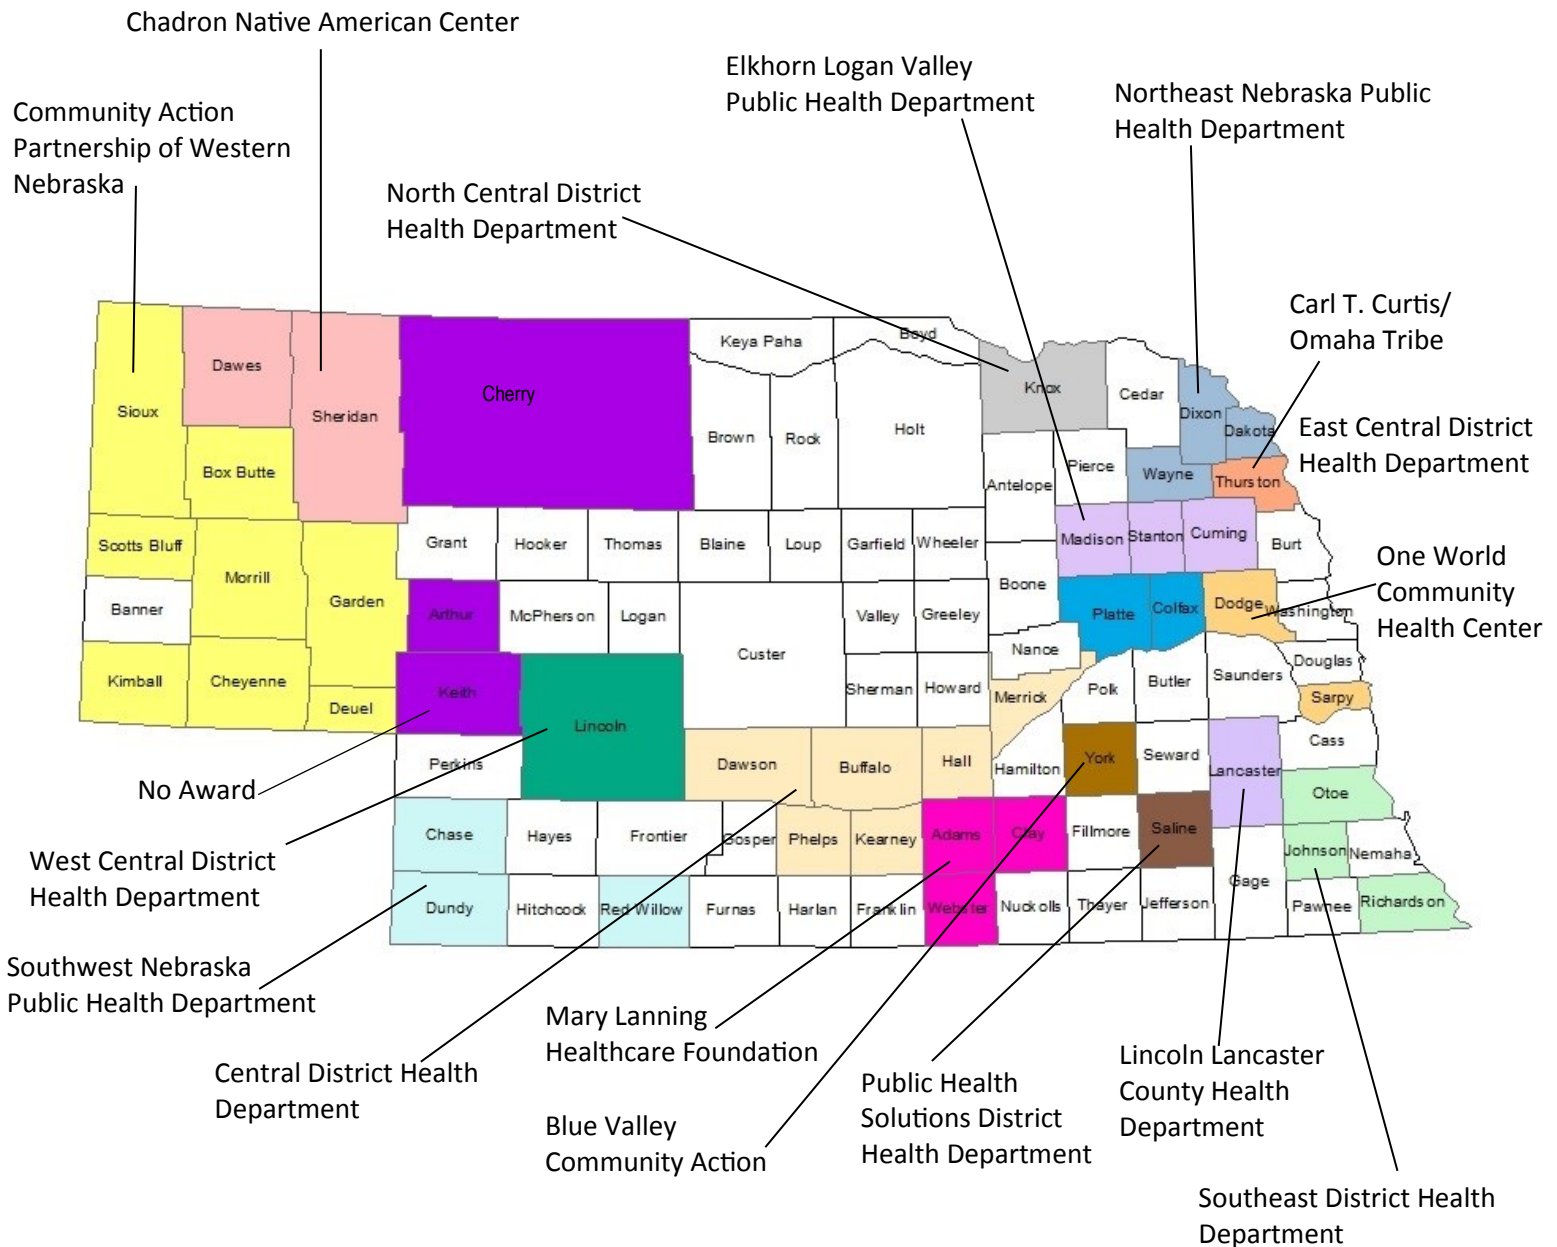 Chadron Native American Center
Elkhorn Logan Valley
Public Health Department
Northeast Nebraska Public
Health Department
Community Action
Partnership of Western
Nebraska
North Central District
Health Department
Carl T. Curtis/
Omaha Tribe
East Central District
Health Department
One World
Community
Health Center
Sioux
Dawes
Sheridan
Cherry
Keya Paha
Boyd
Knox
Cedar
Dixon
Dakota
Box Butte
Brown
Rock
Holt
Antelope
Pierce
Wayne
Thurston
Scotts Bluff
Morrill
Garden
Grant
Hooker
Thomas
Blaine
Loup
Garfield
Wheeler
Madison
Stanton
Cuming
Burt
Banner
Arthur
McPherson
Logan
Custer
Valley
Greeley
Boone
Platte
Colfax
Dodge
Washington
Kimball
Cheyenne
Deuel
Keith
Lincoln
Sherman
Howard
Nance
Merrick
Polk
Butler
Saunders
Douglas
Sarpy
Perkins
Dawson
Buffalo
Hall
Hamilton
York
Seward
Lancaster
Cass
Otoe
Chase
Hayes
Frontier
Gosper
Phelps
Kearney
Adams
Clay
Fillmore
Saline
Gage
Johnson
Nemaha
Dundy
Hitchcock
Red Willow
Furnas
Harlan
Franklin
Webster
Nuckolls
Thayer
Jefferson
Pawnee
Richardson
No Award
West Central District
Health Department
Southwest Nebraska
Public Health Department
Central District Health
Department
Mary Lanning
Healthcare Foundation
Blue Valley
Community Action
Public Health
Solutions District
Health Department
Lincoln Lancaster
County Health
Department
Southeast District Health
Department